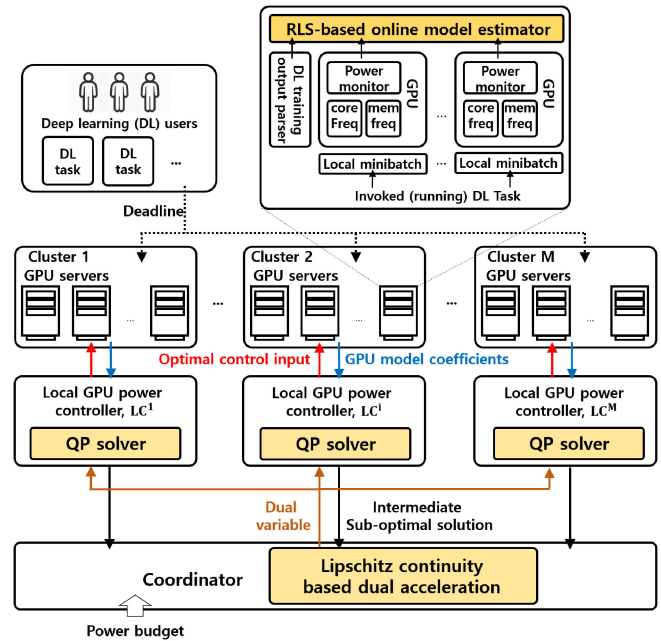 RLS-based online model estimator
DL training
output parser
Power
monitor
core
Freq
mem
freq
GPU
...
Power
monitor
core
freq
mem
freq
GPU
Local minibatch
...
Local minibatch
Invoked (running) DL Task
Deep learning (DL) users
DL
task
DL
task
...
Deadline
Cluster 1
GPU servers
...
...
Cluster 2
GPU servers
...
...
Cluster M
GPU servers
...
Optimal control input
GPU model coefficients
Local GPU power
controller, LC¹
QP solver
Local GPU power
controller, LCⁱ
QP solver
Local GPU power
controller, LCᴹ
QP solver
Dual
variable
Intermediate
Sub-optimal solution
Coordinator
Lipschitz continuity
based dual acceleration
Power budget